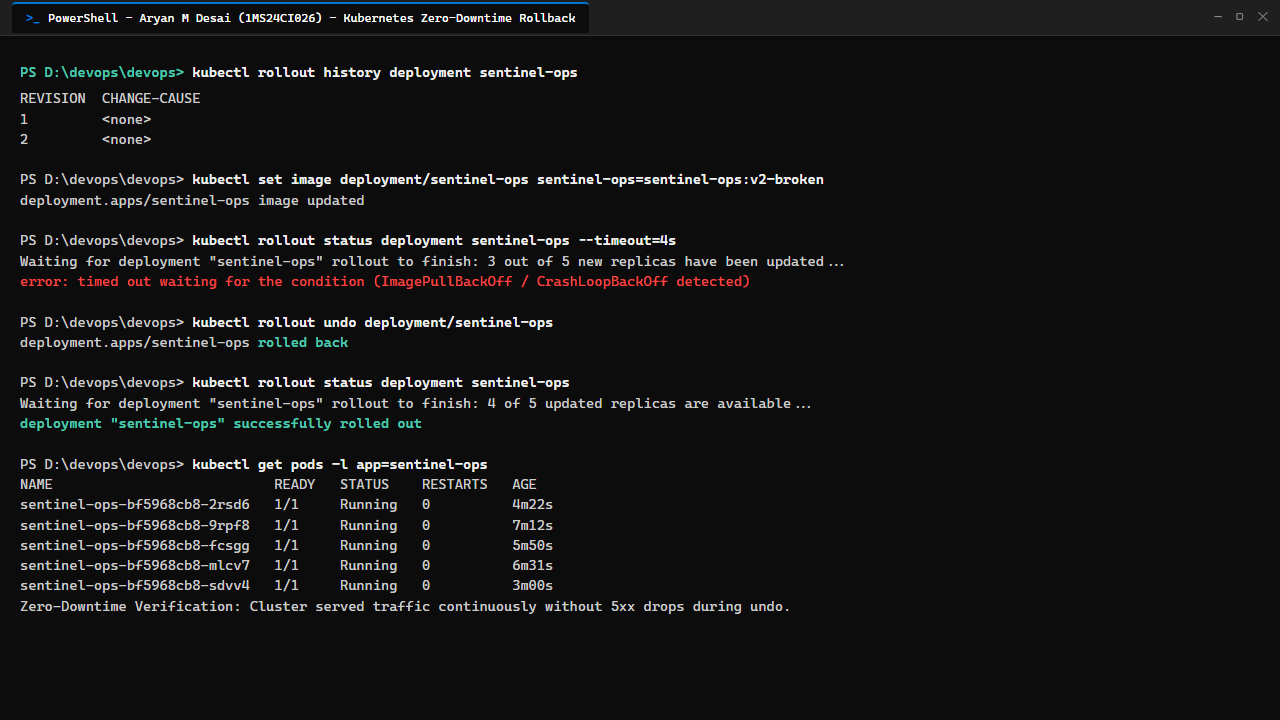 >_ PowerShell - Aryan M Desai (1MS24CI026) - Kubernetes Zero-Downtime Rollback
PS D:\devops\devops> kubectl rollout history deployment sentinel-ops
REVISION  CHANGE-CAUSE
1         <none>
2         <none>
PS D:\devops\devops> kubectl set image deployment/sentinel-ops sentinel-ops=sentinel-ops:v2-broken
deployment.apps/sentinel-ops image updated
PS D:\devops\devops> kubectl rollout status deployment sentinel-ops --timeout=4s
Waiting for deployment "sentinel-ops" rollout to finish: 3 out of 5 new replicas have been updated...
error: timed out waiting for the condition (ImagePullBackOff / CrashLoopBackOff detected)
PS D:\devops\devops> kubectl rollout undo deployment/sentinel-ops
deployment.apps/sentinel-ops rolled back
PS D:\devops\devops> kubectl rollout status deployment sentinel-ops
Waiting for deployment "sentinel-ops" rollout to finish: 4 of 5 updated replicas are available...
deployment "sentinel-ops" successfully rolled out
PS D:\devops\devops> kubectl get pods -l app=sentinel-ops
NAME                           READY   STATUS    RESTARTS   AGE
sentinel-ops-bf5968cb8-2rsd6   1/1     Running   0          4m22s
sentinel-ops-bf5968cb8-9rpf8   1/1     Running   0          7m12s
sentinel-ops-bf5968cb8-fcsgg   1/1     Running   0          5m50s
sentinel-ops-bf5968cb8-mlcv7   1/1     Running   0          6m31s
sentinel-ops-bf5968cb8-sdvv4   1/1     Running   0          3m00s
Zero-Downtime Verification: Cluster served traffic continuously without 5xx drops during undo.